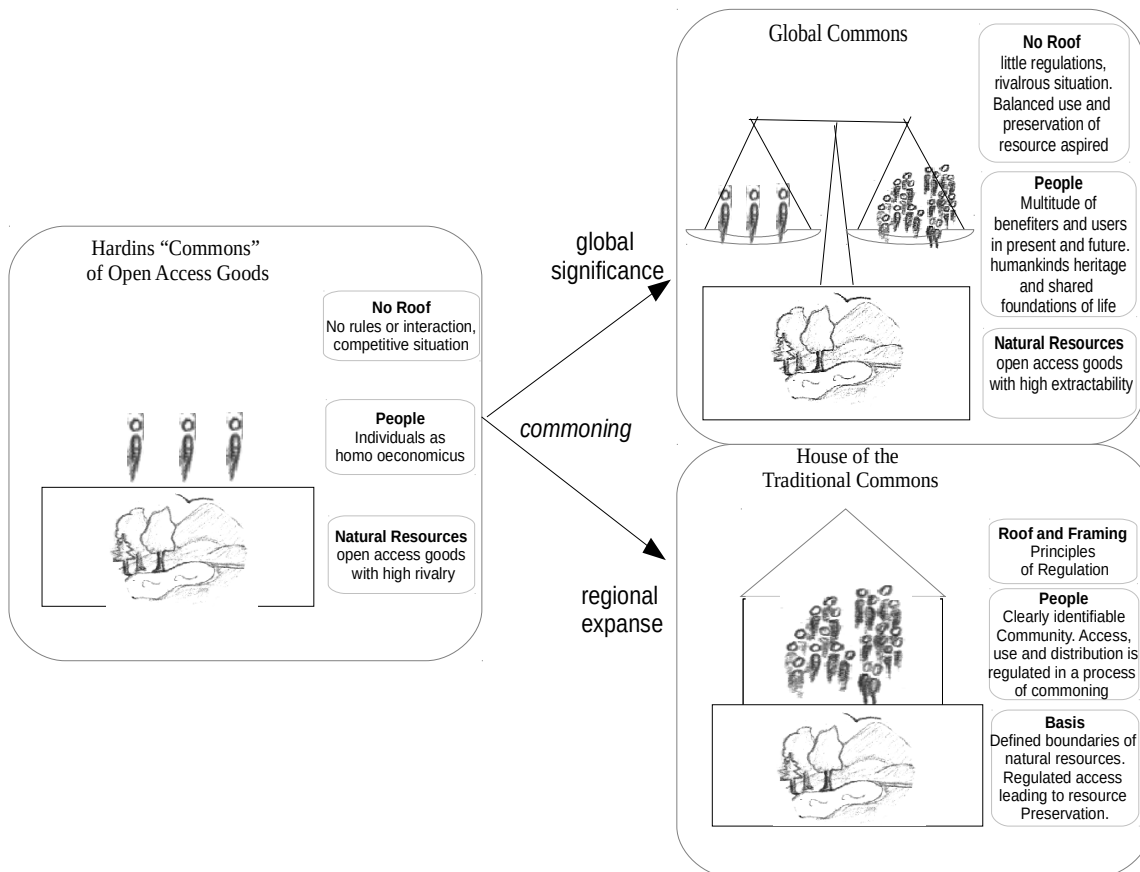 Hardins “Commons”
of Open Access Goods
No Roof
No rules or interaction,
competitive situation
People
Individuals as
homo oeconomicus
Natural Resources
open access goods
with high rivalry
global
significance
commoning
regional
expanse
Global Commons
No Roof
little regulations,
rivalrous situation.
Balanced use and
preservation of
resource aspired
People
Multitude of
benefiters and users
in present and future.
humankinds heritage
and shared
foundations of life
Natural Resources
open access goods
with high extractability
House of the
Traditional Commons
Roof and Framing
Principles
of Regulation
People
Clearly identifiable
Community. Access,
use and distribution is
regulated in a process
of commoning
Basis
Defined boundaries of
natural resources.
Regulated access
leading to resource
Preservation.